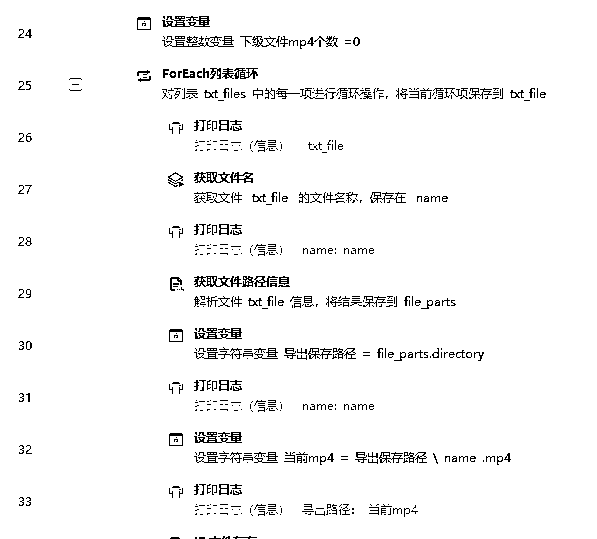 24 设置变量
设置整数变量 下级文件mp4个数 =0
25 ForEach列表循环
对列表 txt_files 中的每一项进行循环操作，将当前循环项保存到 txt_file
26 打印日志
打印日志（信息） txt_file
27 获取文件名
获取文件 txt_file 的文件名称，保存在 name
28 打印日志
打印日志（信息） name: name
29 获取文件路径信息
解析文件 txt_file 信息，将结果保存到 file_parts
30 设置变量
设置字符串变量 导出保存路径 = file_parts.directory
31 打印日志
打印日志（信息） name: name
32 设置变量
设置字符串变量 当前mp4 = 导出保存路径 \ name .mp4
33 打印日志
打印日志（信息） 导出路径： 当前mp4